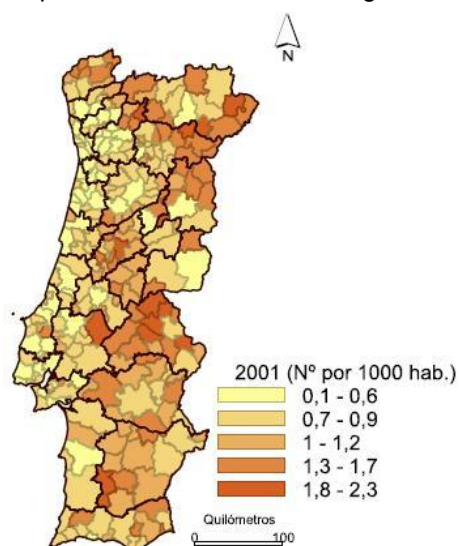 N
2001 (Nº por 1000 hab.)
0,1 - 0,6
0,7 - 0,9
1 - 1,2
1,3 - 1,7
1,8 - 2,3
Quilómetros
0 100